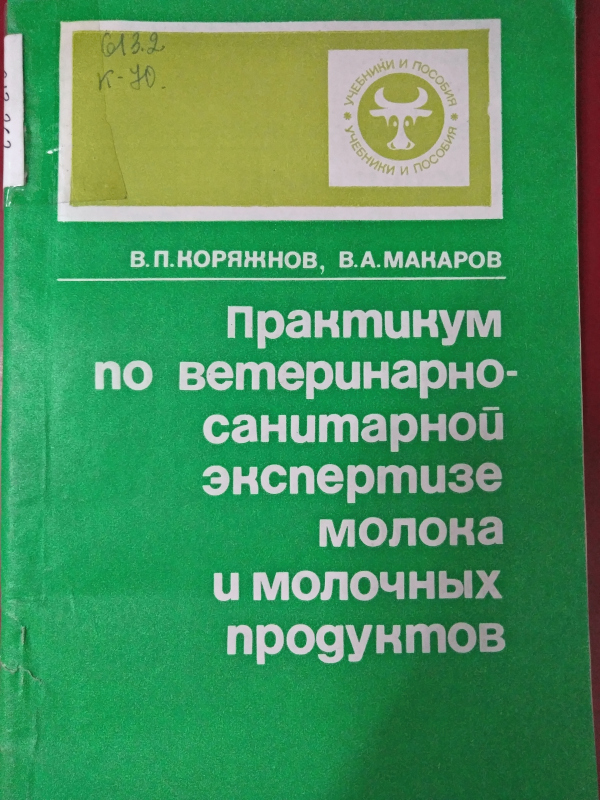 613.2
К-70.
УЧЕБНИКИ И ПОСОБИЯ
УЧЕБНИКИ И ПОСОБИЯ
В.П.КОРЯЖНОВ, В.А.МАКАРОВ
Практикум
по ветеринарно-
санитарной
экспертизе
молока
и молочных
продуктов